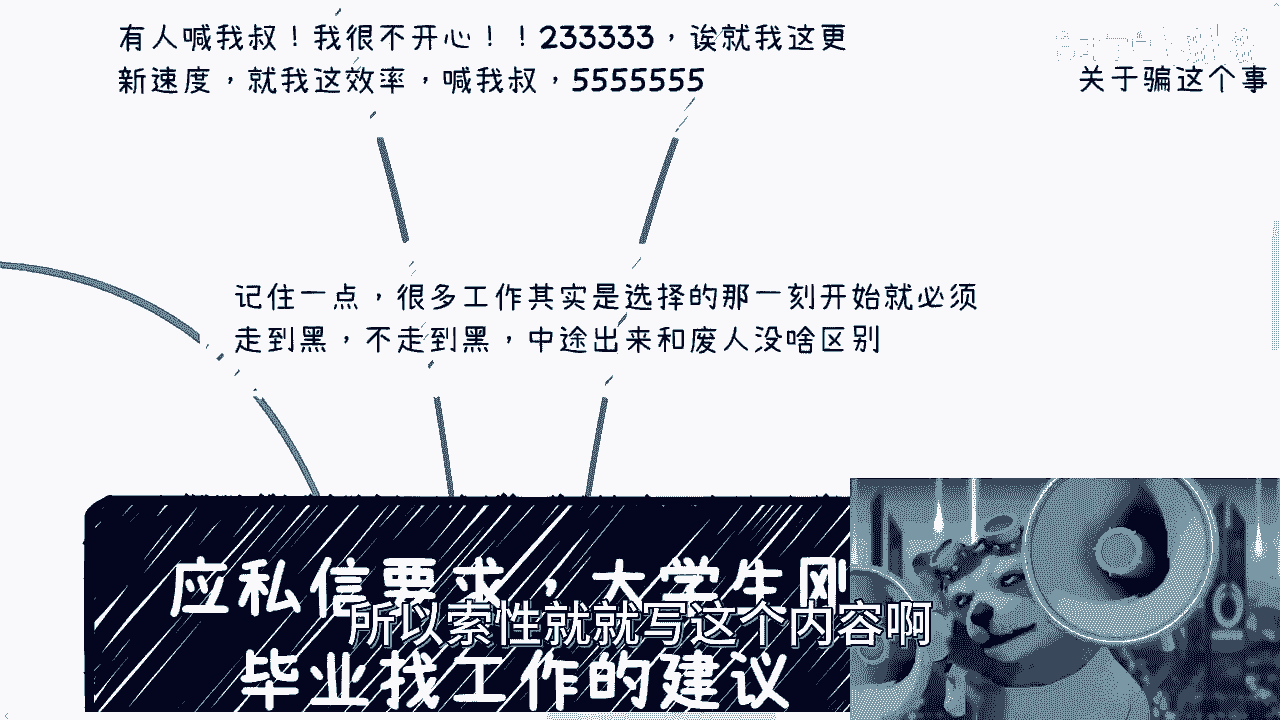 有人喊我叔！我很不开心！！233333，诶就我这更
新速度，就我这效率，喊我叔，5555555
关于骗这个事
记住一点，很多工作其实是选择的那一刻开始就必须
走到黑，不走到黑，中途出来和废人没啥区别
应私信要求，大学生刚
毕业找工作的建议
所以索性就就写这个内容啊